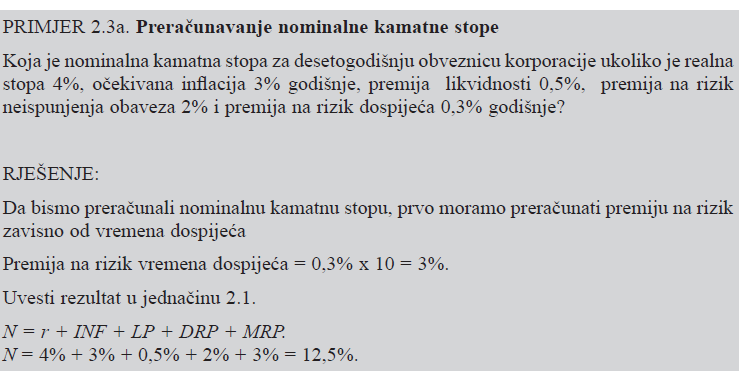 PRIMJER 2.3a. Preračunavanje nominalne kamatne stope
Koja je nominalna kamatna stopa za desetogodišnju obveznicu korporacije ukoliko je realna
stopa 4%, očekivana inflacija 3% godišnje, premija likvidnosti 0,5%, premija na rizik
neispunjenja obaveza 2% i premija na rizik dospijeća 0,3% godišnje?
RJEŠENJE:
Da bismo preračunali nominalnu kamatnu stopu, prvo moramo preračunati premiju na rizik
zavisno od vremena dospijeća
Premija na rizik vremena dospijeća = 0,3% x 10 = 3%.
Uvesti rezultat u jednačinu 2.1.
N = r + INF + LP + DRP + MRP.
N = 4% + 3% + 0,5% + 2% + 3% = 12,5%.